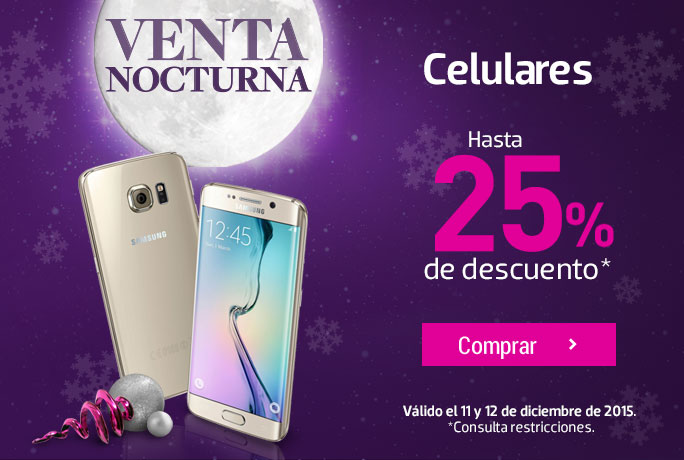 VENTA
NOCTURNA
Celulares
Hasta
25%
de descuento*
Comprar >
Válido el 11 y 12 de diciembre de 2015.
*Consulta restricciones.
SAMSUNG
SAMSUNG
12:45